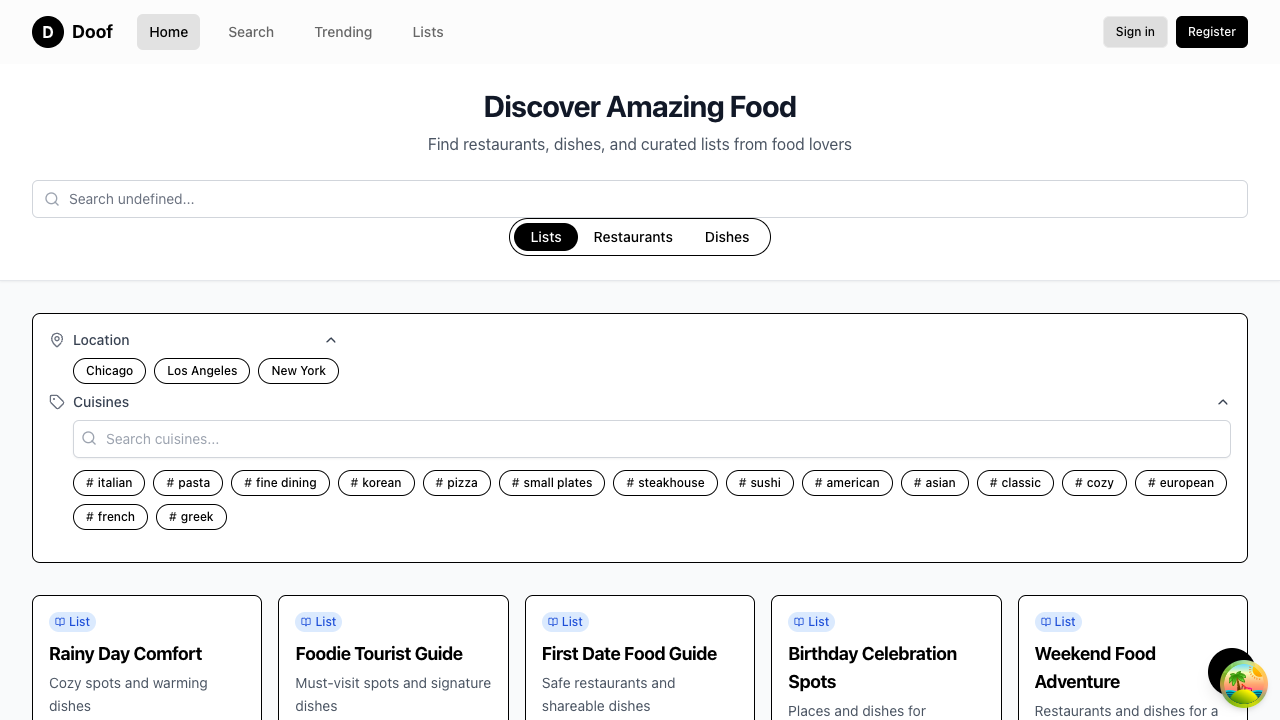 D Doof Home Search Trending Lists Sign in Register
Discover Amazing Food
Find restaurants, dishes, and curated lists from food lovers
Search undefined...
Lists Restaurants Dishes
Location
Chicago Los Angeles New York
Cuisines
Search cuisines...
# italian # pasta # fine dining # korean # pizza # small plates # steakhouse # sushi # american # asian # classic # cozy # european
# french # greek
List
Rainy Day Comfort
Cozy spots and warming
dishes
List
Foodie Tourist Guide
Must-visit spots and signature
dishes
List
First Date Food Guide
Safe restaurants and
shareable dishes
List
Birthday Celebration
Spots
Places and dishes for
List
Weekend Food
Adventure
Restaurants and dishes for a